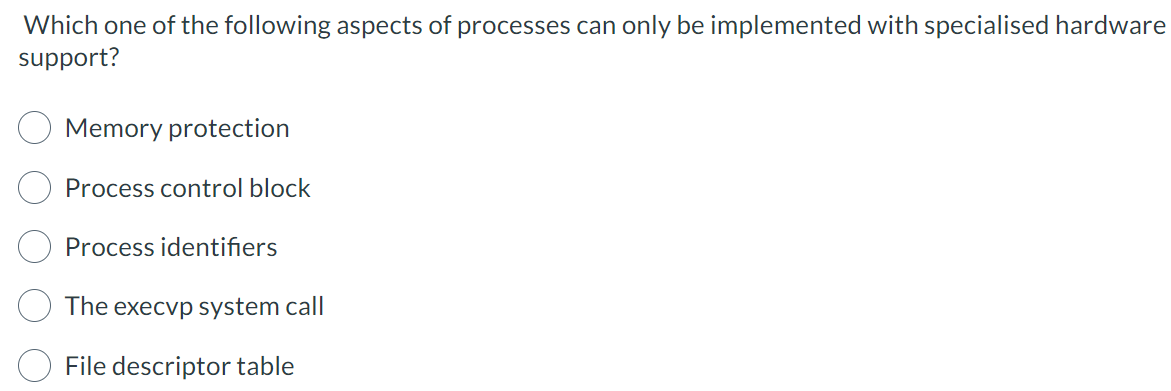 Which one of the following aspects of processes can only be implemented with specialised hardware
support?
Memory protection
Process control block
Process identifiers
The execvp system call
File descriptor table